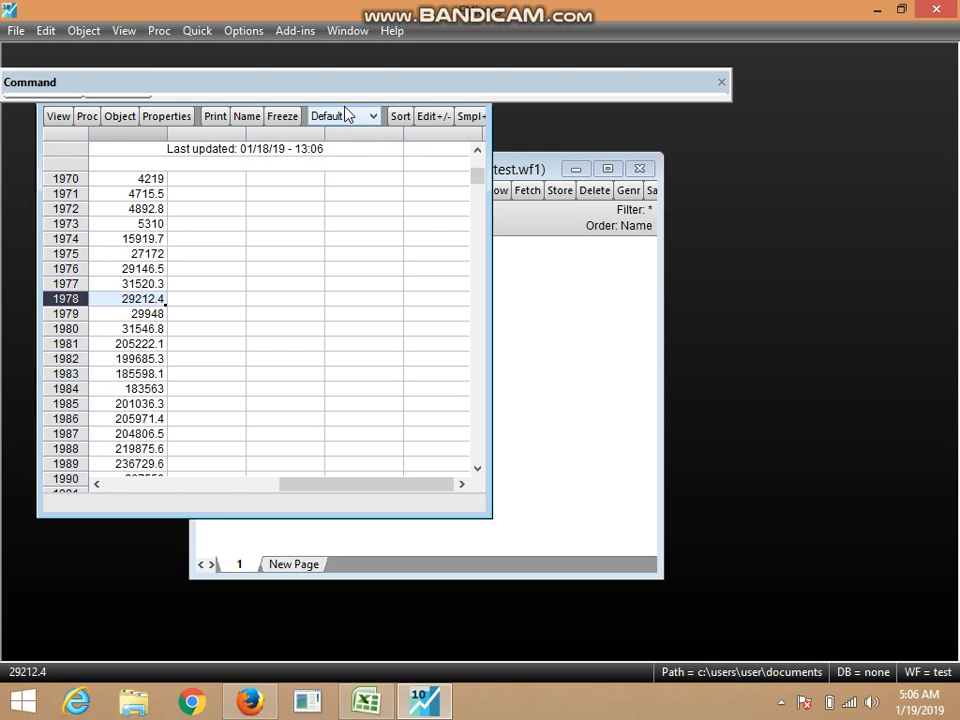 www.BANDICAM.com
File Edit Object View Proc Quick Options Add-ins Window Help
Command
View Proc Object Properties Print Name Freeze Default Sort Edit+/- Smpl+
Last updated: 01/18/19 - 13:06
1970 4219
1971 4715.5
1972 4892.8
1973 5310
1974 15919.7
1975 27172
1976 29146.5
1977 31520.3
1978 29212.4
1979 29948
1980 31546.8
1981 205222.1
1982 199685.3
1983 185598.1
1984 183563
1985 201036.3
1986 205971.4
1987 204806.5
1988 219875.6
1989 236729.6
1990
test.wf1)
ow Fetch Store Delete Genr Sa
Filter: *
Order: Name
1 New Page
29212.4 Path = c:\users\user\documents DB = none WF = test
10
5:06 AM
1/19/2019